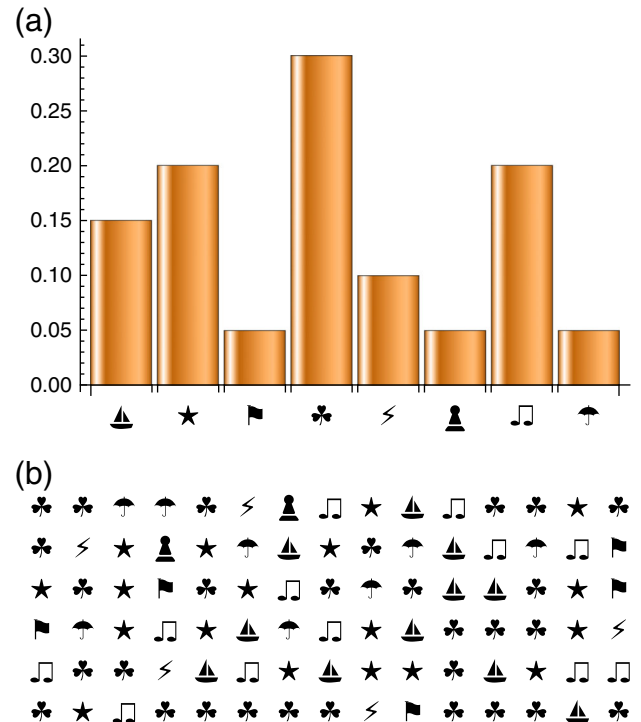 (a)
0.30
0.25
0.20
0.15
0.10
0.05
0.00
⛵ ★ ⚑ ☘ ⚡ ♟ ♫ ☂
(b)
☘ ☘ ☂ ☂ ☘ ⚡ ♟ ♫ ★ ⛵ ♫ ☘ ☘ ★ ☘
☘ ⚡ ★ ♟ ★ ☂ ⛵ ★ ☘ ☂ ⛵ ♫ ☂ ♫ ⚑
★ ☘ ★ ⚑ ☘ ★ ♫ ☘ ☂ ☘ ⛵ ⛵ ☘ ★ ⚑
⚑ ☂ ★ ♫ ★ ⛵ ☂ ♫ ★ ⛵ ☘ ☘ ☘ ★ ⚡
♫ ☘ ☘ ⚡ ⛵ ♫ ★ ⛵ ★ ★ ☘ ⛵ ★ ♫ ♫
☘ ★ ♫ ☘ ☘ ☘ ☘ ☘ ⚡ ⚑ ☘ ☘ ☘ ⛵ ☘